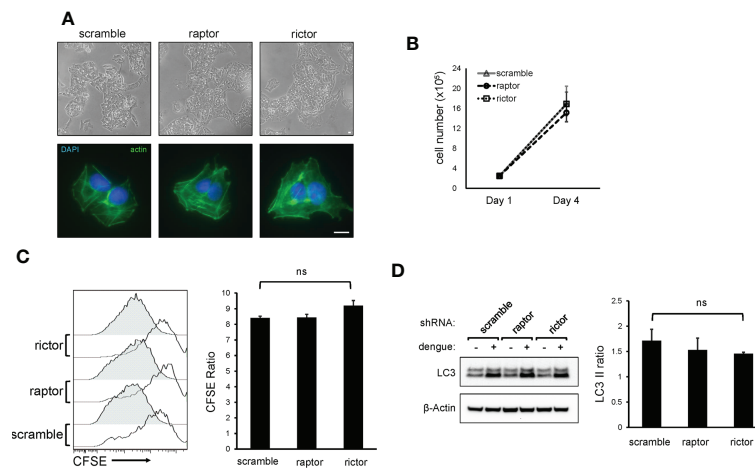 A
scramble raptor rictor
DAPI actin
B
cell number (x10⁶)
24
20
16
12
8
4
0
scramble
raptor
rictor
Day 1 Day 4
C
rictor
raptor
scramble
CFSE
ns
CFSE Ratio
10
9
8
7
6
5
4
3
2
1
0
scramble raptor rictor
D
shRNA: scramble raptor rictor
dengue: - + - + - +
LC3
β-Actin
ns
LC3 II ratio
2.5
2
1.5
1
0.5
0
scramble raptor rictor